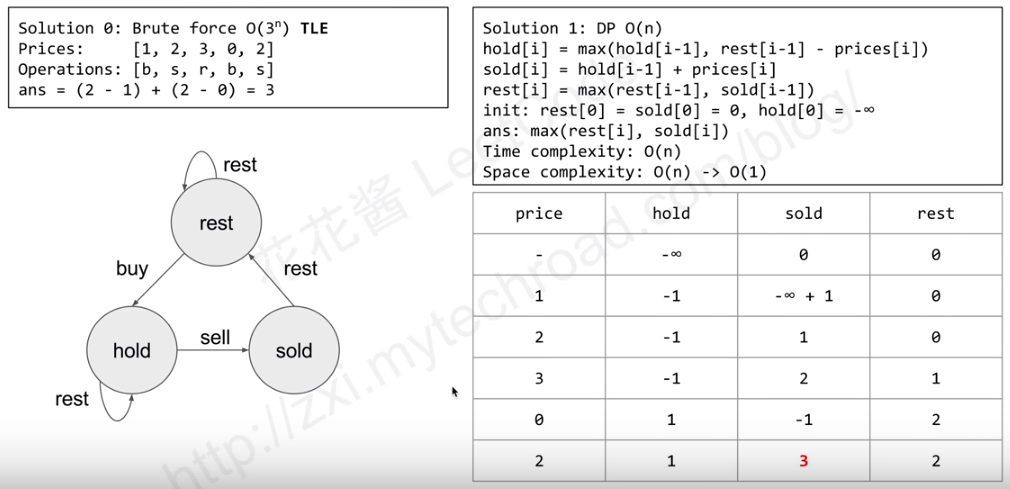 Solution 0: Brute force O(3ⁿ) TLE
Prices: [1, 2, 3, 0, 2]
Operations: [b, s, r, b, s]
ans = (2 - 1) + (2 - 0) = 3
Solution 1: DP O(n)
hold[i] = max(hold[i-1], rest[i-1] - prices[i])
sold[i] = hold[i-1] + prices[i]
rest[i] = max(rest[i-1], sold[i-1])
init: rest[0] = sold[0] = 0, hold[0] = -∞
ans: max(rest[i], sold[i])
Time complexity: O(n)
Space complexity: O(n) -> O(1)
rest
rest
buy
rest
hold
sell
sold
rest
price hold sold rest
- -∞ 0 0
1 -1 -∞ + 1 0
2 -1 1 0
3 -1 2 1
0 1 -1 2
2 1 3 2
花花酱 LeetCode
http://zxi.mytechroad.com/blog/